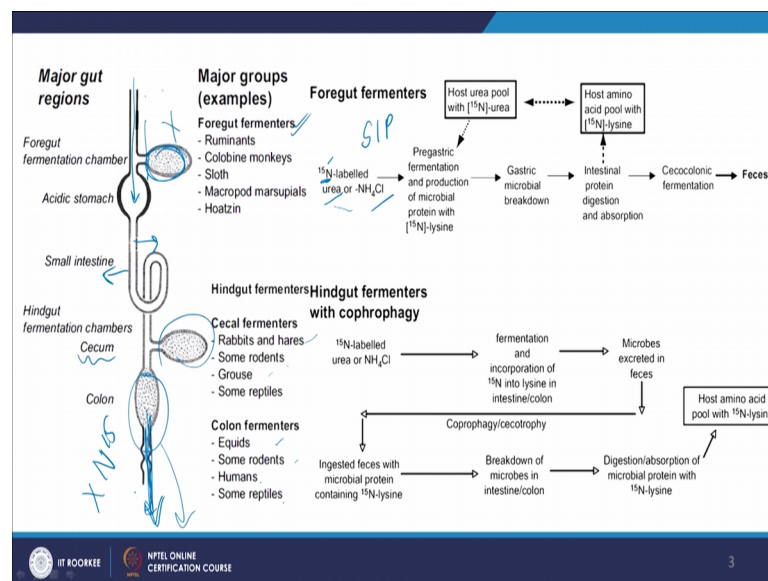 Major gut
regions
Foregut
fermentation chamber
Acidic stomach
Small intestine
Hindgut
fermentation chambers
Cecum
Colon
Major groups
(examples)
Foregut fermenters
- Ruminants
- Colobine monkeys
- Sloth
- Macropod marsupials
- Hoatzin
Hindgut fermenters
Cecal fermenters
- Rabbits and hares
- Some rodents
- Grouse
- Some reptiles
Colon fermenters
- Equids
- Some rodents
- Humans
- Some reptiles
Foregut fermenters
SIP
¹⁵N-labelled
urea or -NH₄Cl
Pregastric
fermentation
and production
of microbial
protein with
[¹⁵N]-lysine
Host urea pool
with [¹⁵N]-urea
Gastric
microbial
breakdown
Host amino
acid pool with
[¹⁵N]-lysine
Intestinal
protein
digestion
and absorption
Cecocolonic
fermentation
Feces
Hindgut fermenters
with cophrophagy
¹⁵N-labelled
urea or NH₄Cl
fermentation
and
incorporation of
¹⁵N into lysine in
intestine/colon
Microbes
excreted in
feces
Coprophagy/cecotrophy
Ingested feces with
microbial protein
containing ¹⁵N-lysine
Breakdown of
microbes in
intestine/colon
Digestion/absorption of
microbial protein with
¹⁵N-lysine
Host amino acid
pool with ¹⁵N-lysin
IIT ROORKEE
NPTEL ONLINE
CERTIFICATION COURSE
3